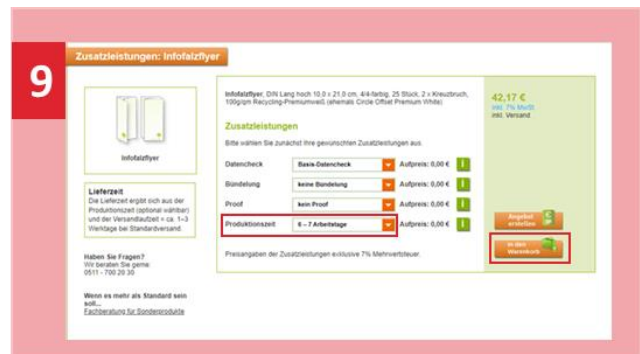 9
Zusatzleistungen: Infofalzflyer
Infofalzflyer
Infofalzflyer, DIN Lang hoch 10,0 x 21,0 cm, 4/4-farbig, 25 Stück, 2 x Kreuzbruch,
100g/qm Recycling-Premiumweiß (ehemals Circle Offset Premium White)
42,17 €
inkl. 7% MwSt.
inkl. Versand
Zusatzleistungen
Bitte wählen Sie zunächst Ihre gewünschten Zusatzleistungen aus.
Datencheck Basis-Datencheck Aufpreis: 0,00 € i
Bündelung keine Bündelung Aufpreis: 0,00 € i
Proof kein Proof Aufpreis: 0,00 € i
Produktionszeit 6 – 7 Arbeitstage Aufpreis: 0,00 € i
Angebot
erstellen
In den
Warenkorb
Preisangaben der Zusatzleistungen exklusive 7% Mehrwertsteuer.
Lieferzeit
Die Lieferzeit ergibt sich aus der
Produktionszeit (optional wählbar)
und der Versandlaufzeit < ca. 1–3
Werktage bei Standardversand.
Haben Sie Fragen?
Wir beraten Sie gerne:
0511 - 700 20 30
Wenn es mehr als Standard sein
soll...
Fachberatung für Sonderprodukte